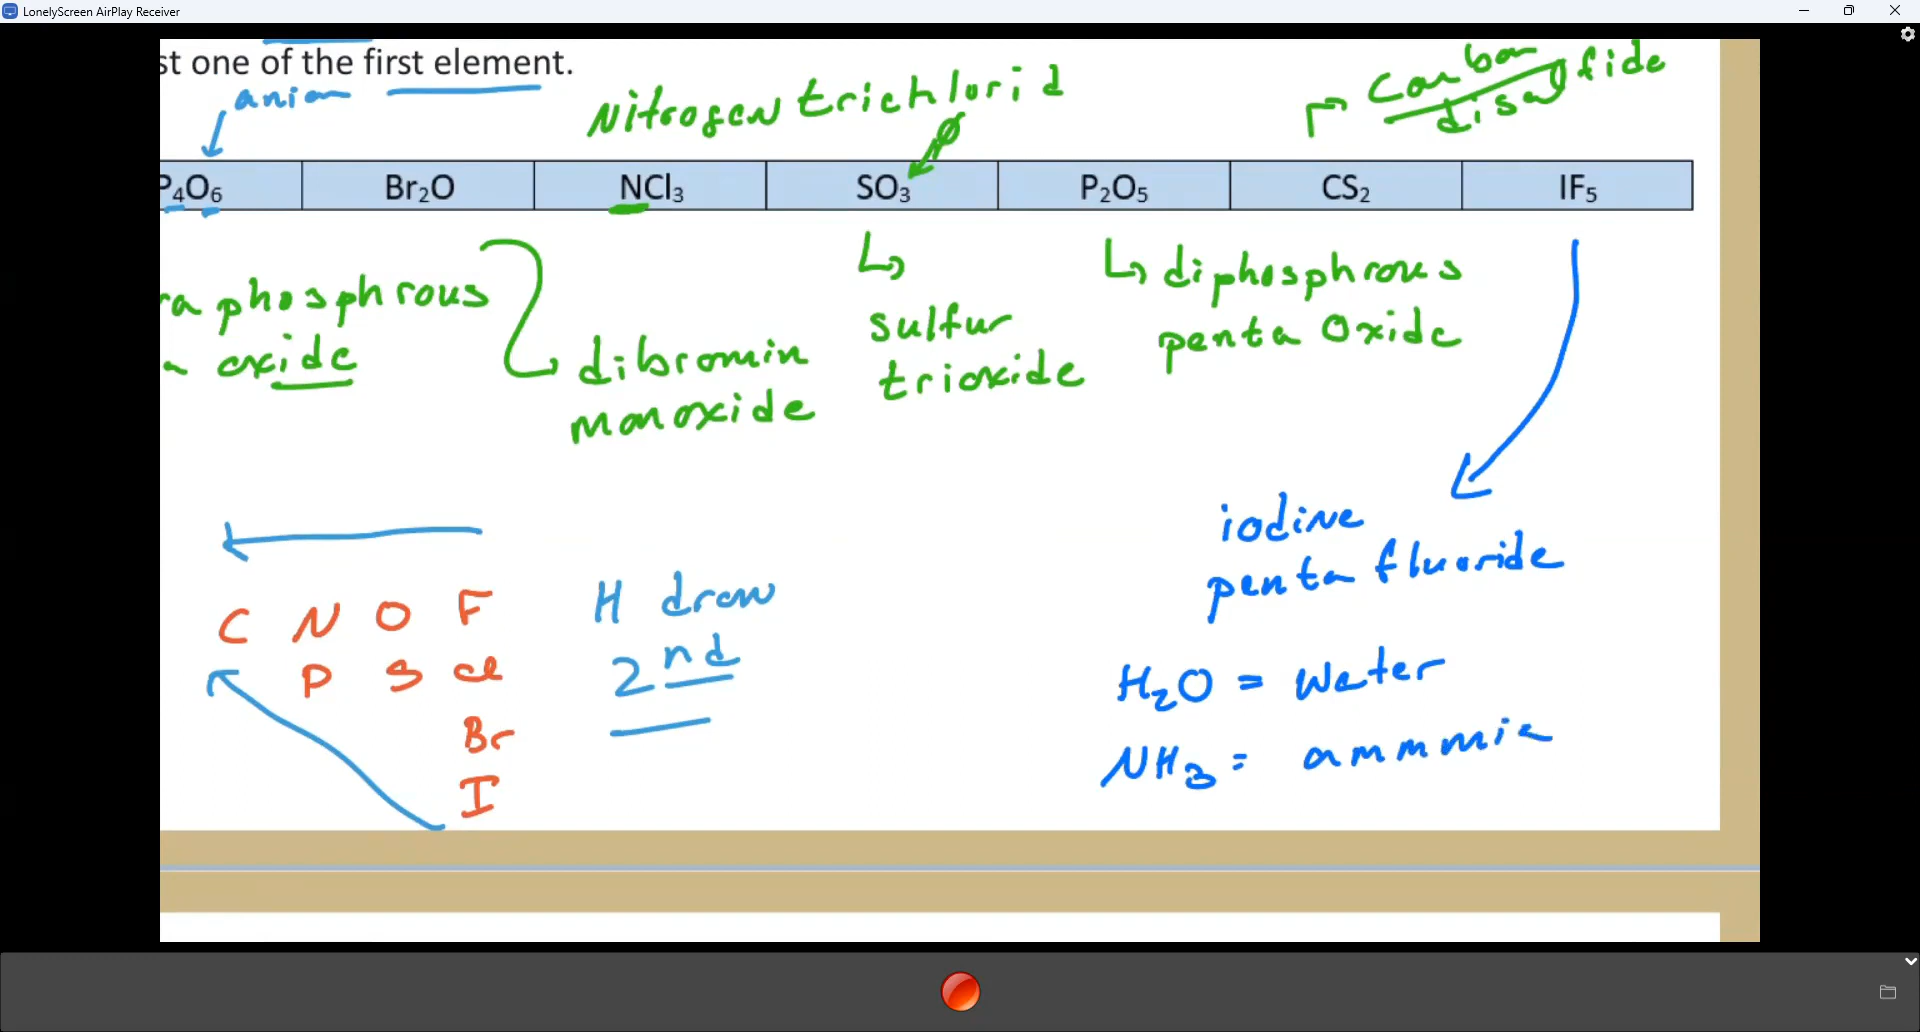 LonelyScreen AirPlay Receiver
st one of the first element.
anion
Nitrogen trichlorid
Carbon
disulfide
P4O6 Br2O NCl3 SO3 P2O5 CS2 IF5
ra phosphrous
a oxide
dibromin
monoxide
sulfur
trioxide
diphosphrous
penta Oxide
iodine
penta fluoride
C N O F
P S Cl
Br
I
H draw
2nd
H2O = Water
NH3 = ammmia